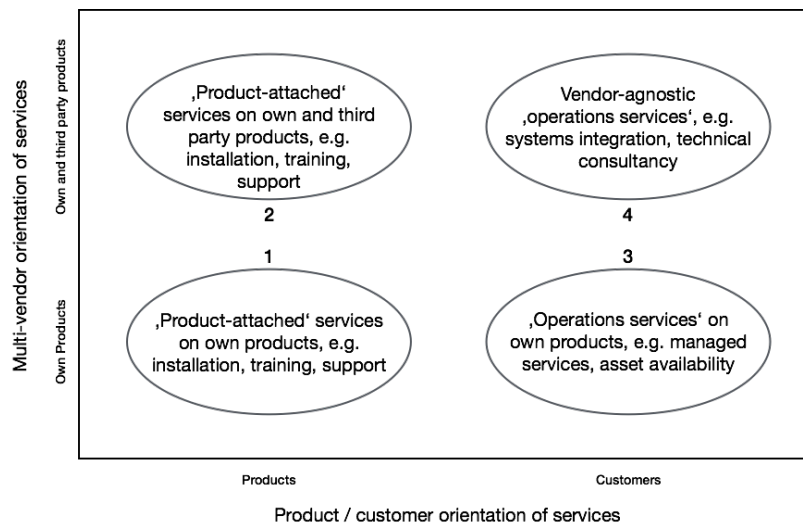 Multi-vendor orientation of services
Own and third party products
Own Products
‚Product-attached‘
services on own and third
party products, e.g.
installation, training,
support
2
Vendor-agnostic
‚operations services‘, e.g.
systems integration, technical
consultancy
4
1
‚Product-attached‘ services
on own products, e.g.
installation, training, support
3
‚Operations services‘ on
own products, e.g. managed
services, asset availability
Products
Customers
Product / customer orientation of services